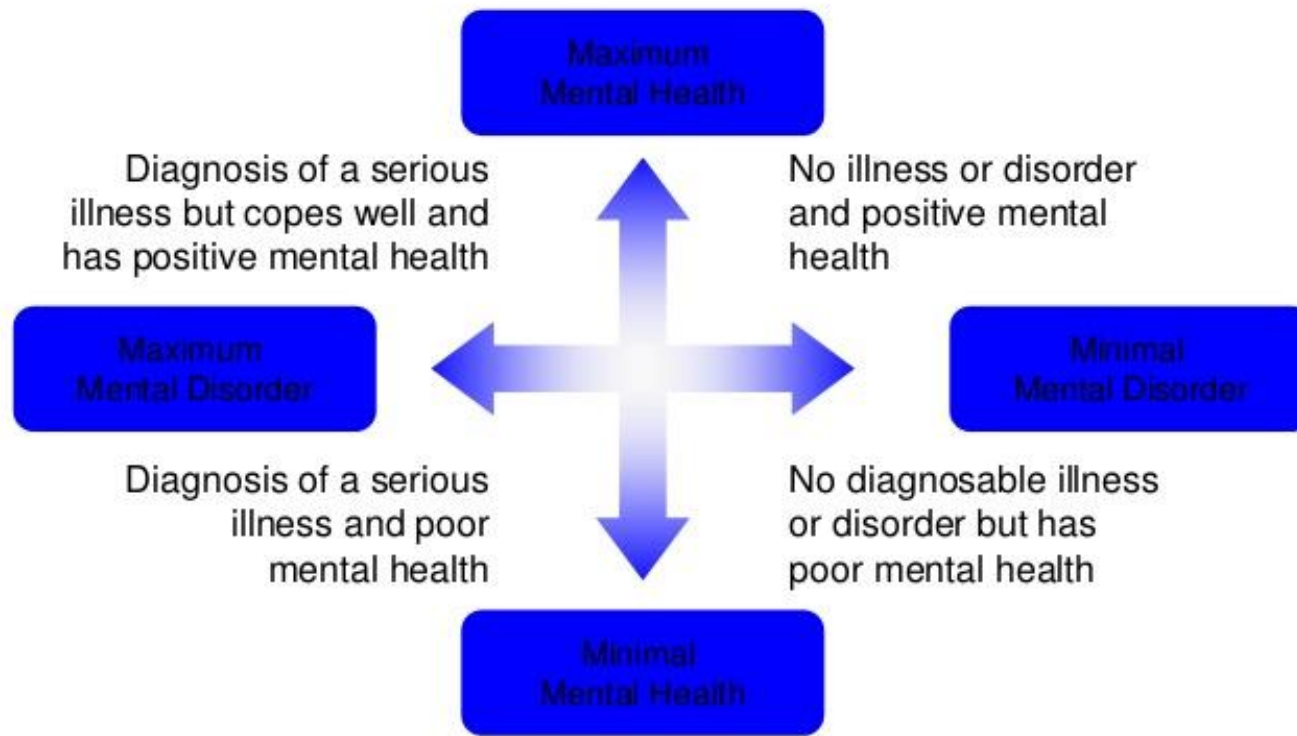 Maximum
Mental Health
Diagnosis of a serious
illness but copes well and
has positive mental health
No illness or disorder
and positive mental
health
Maximum
Mental Disorder
Minimal
Mental Disorder
Diagnosis of a serious
illness and poor
mental health
No diagnosable illness
or disorder but has
poor mental health
Minimal
Mental Health